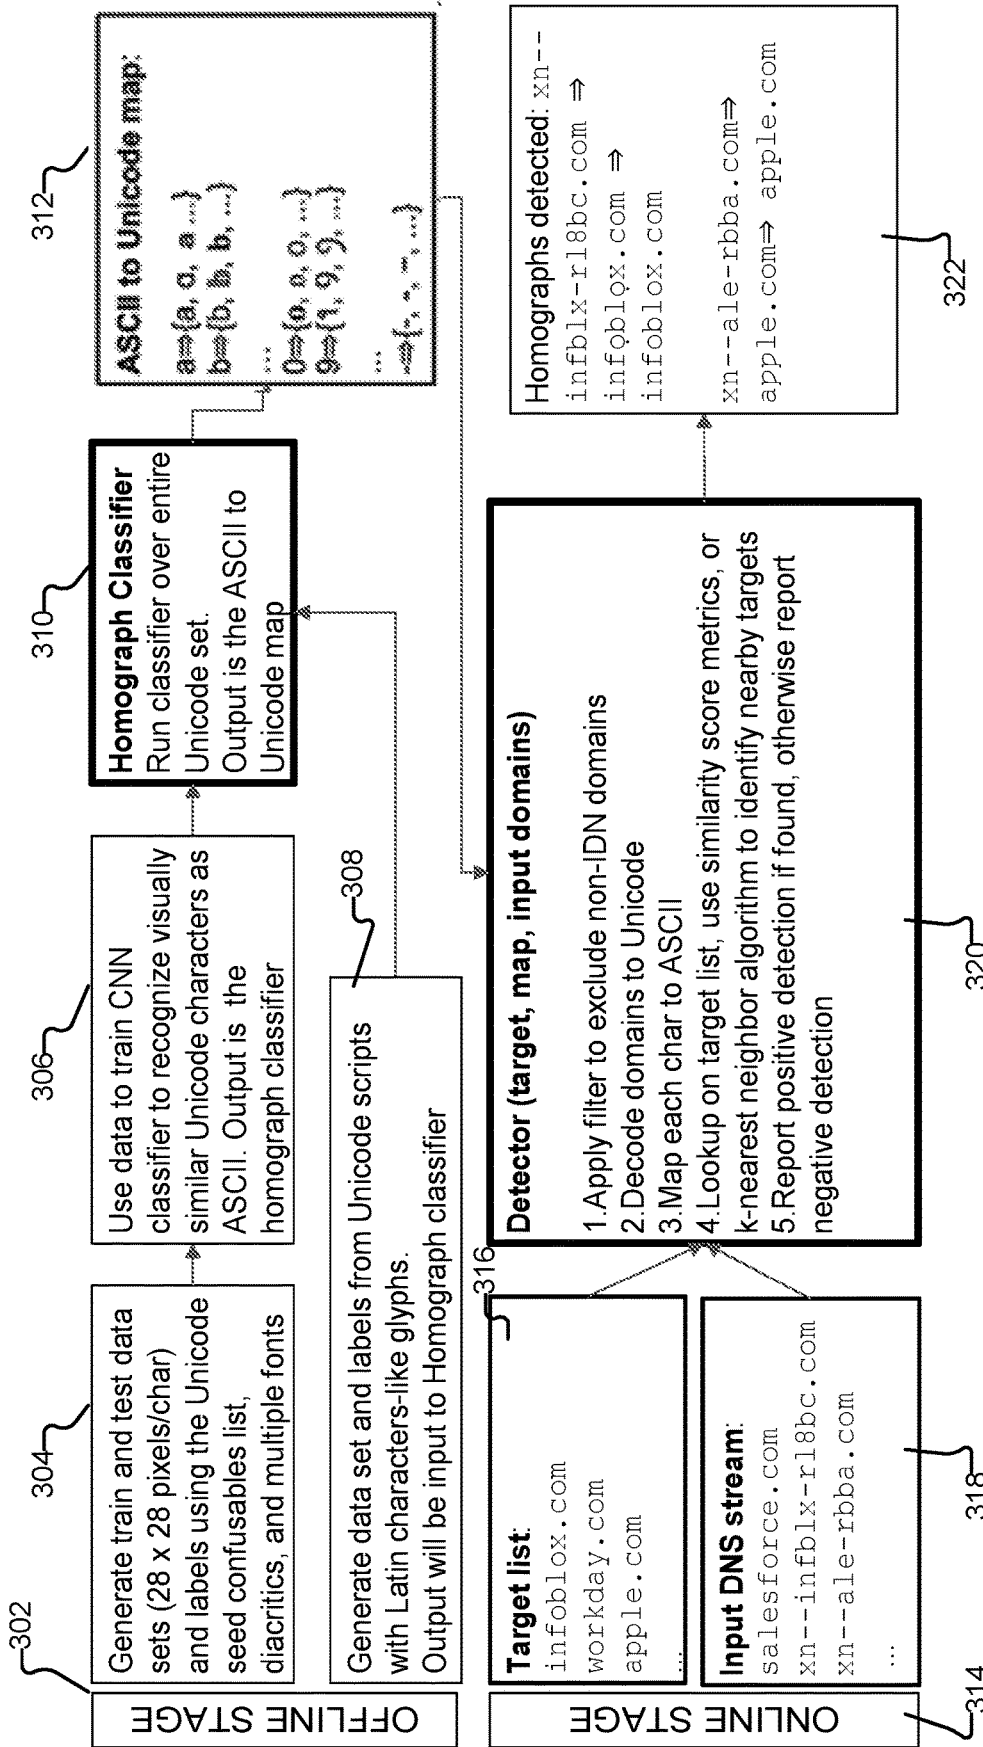 302
OFFLINE STAGE
304
Generate train and test data
sets (28 x 28 pixels/char)
and labels using the Unicode
seed confusables list,
diacritics, and multiple fonts
306
Use data to train CNN
classifier to recognize visually
similar Unicode characters as
ASCII. Output is the
homograph classifier
308
Generate data set and labels from Unicode scripts
with Latin characters-like glyphs.
Output will be input to Homograph classifier
310
Homograph Classifier
Run classifier over entire
Unicode set.
Output is the ASCII to
Unicode map
312
ASCII to Unicode map:
a⇒{a, ɑ, a ...}
b⇒{b, b, b, ...}
...
0⇒{o, o, o, ...}
9⇒{1, 9, 9, ...}
...
314
ONLINE STAGE
316
Target list:
infoblox.com
workday.com
apple.com
...
318
Input DNS stream:
salesforce.com
xn--infblx-rl8bc.com
xn--ale-rbba.com
...
320
Detector (target, map, input domains)
1.Apply filter to exclude non-IDN domains
2.Decode domains to Unicode
3.Map each char to ASCII
4.Lookup on target list, use similarity score metrics, or
k-nearest neighbor algorithm to identify nearby targets
5.Report positive detection if found, otherwise report
negative detection
322
Homographs detected: xn--
infblx-rl8bc.com ⇒
infọblọx.com ⇒
infoblox.com
xn--ale-rbba.com⇒
apple.com⇒ apple.com